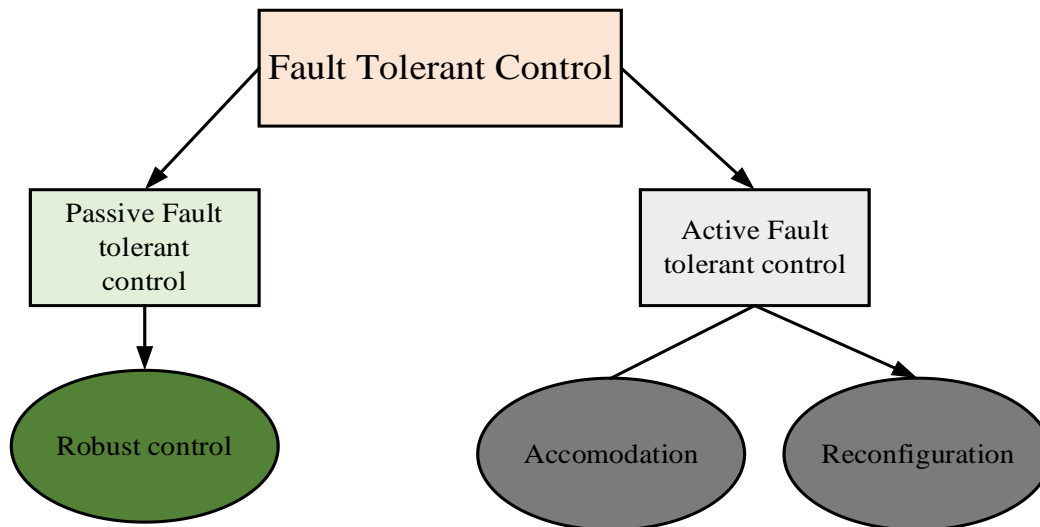 Fault Tolerant Control
Passive Fault
tolerant
control
Active Fault
tolerant control
Robust control
Accomodation
Reconfiguration